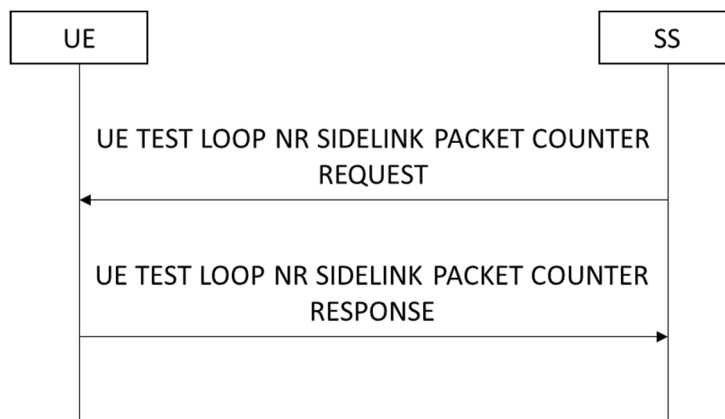 UE
SS
UE TEST LOOP NR SIDELINK PACKET COUNTER
REQUEST
UE TEST LOOP NR SIDELINK PACKET COUNTER
RESPONSE